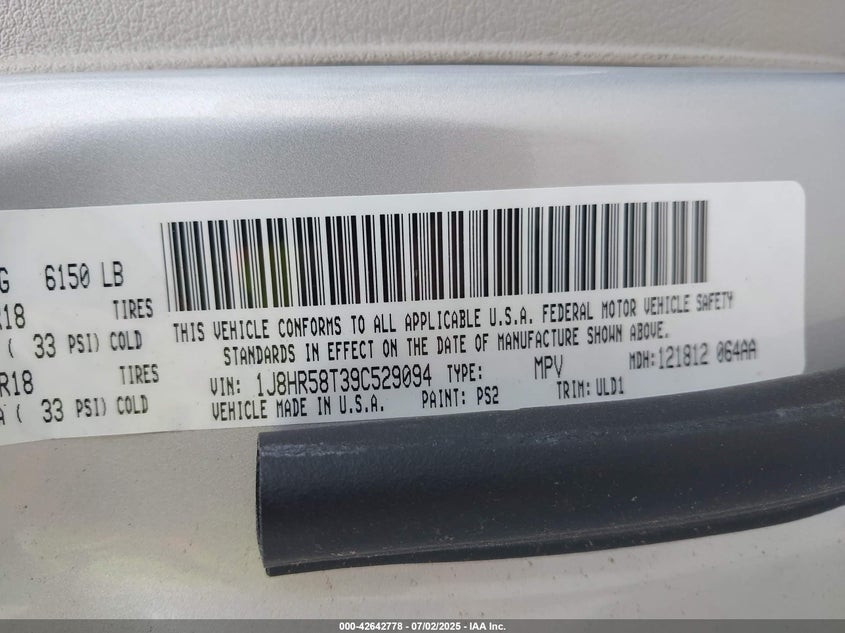 G 6150 LB
R18 TIRES
( 33 PSI) COLD
R18 TIRES
A ( 33 PSI) COLD
THIS VEHICLE CONFORMS TO ALL APPLICABLE U.S.A. FEDERAL MOTOR VEHICLE SAFETY
STANDARDS IN EFFECT ON THE DATE OF MANUFACTURE SHOWN ABOVE.
VIN: 1J8HR58T39C529094 TYPE: MPV MDH: 121812 064AA
VEHICLE MADE IN U.S.A. PAINT: PS2 TRIM: ULD1
000-42642778 - 07/02/2025 - IAA Inc.